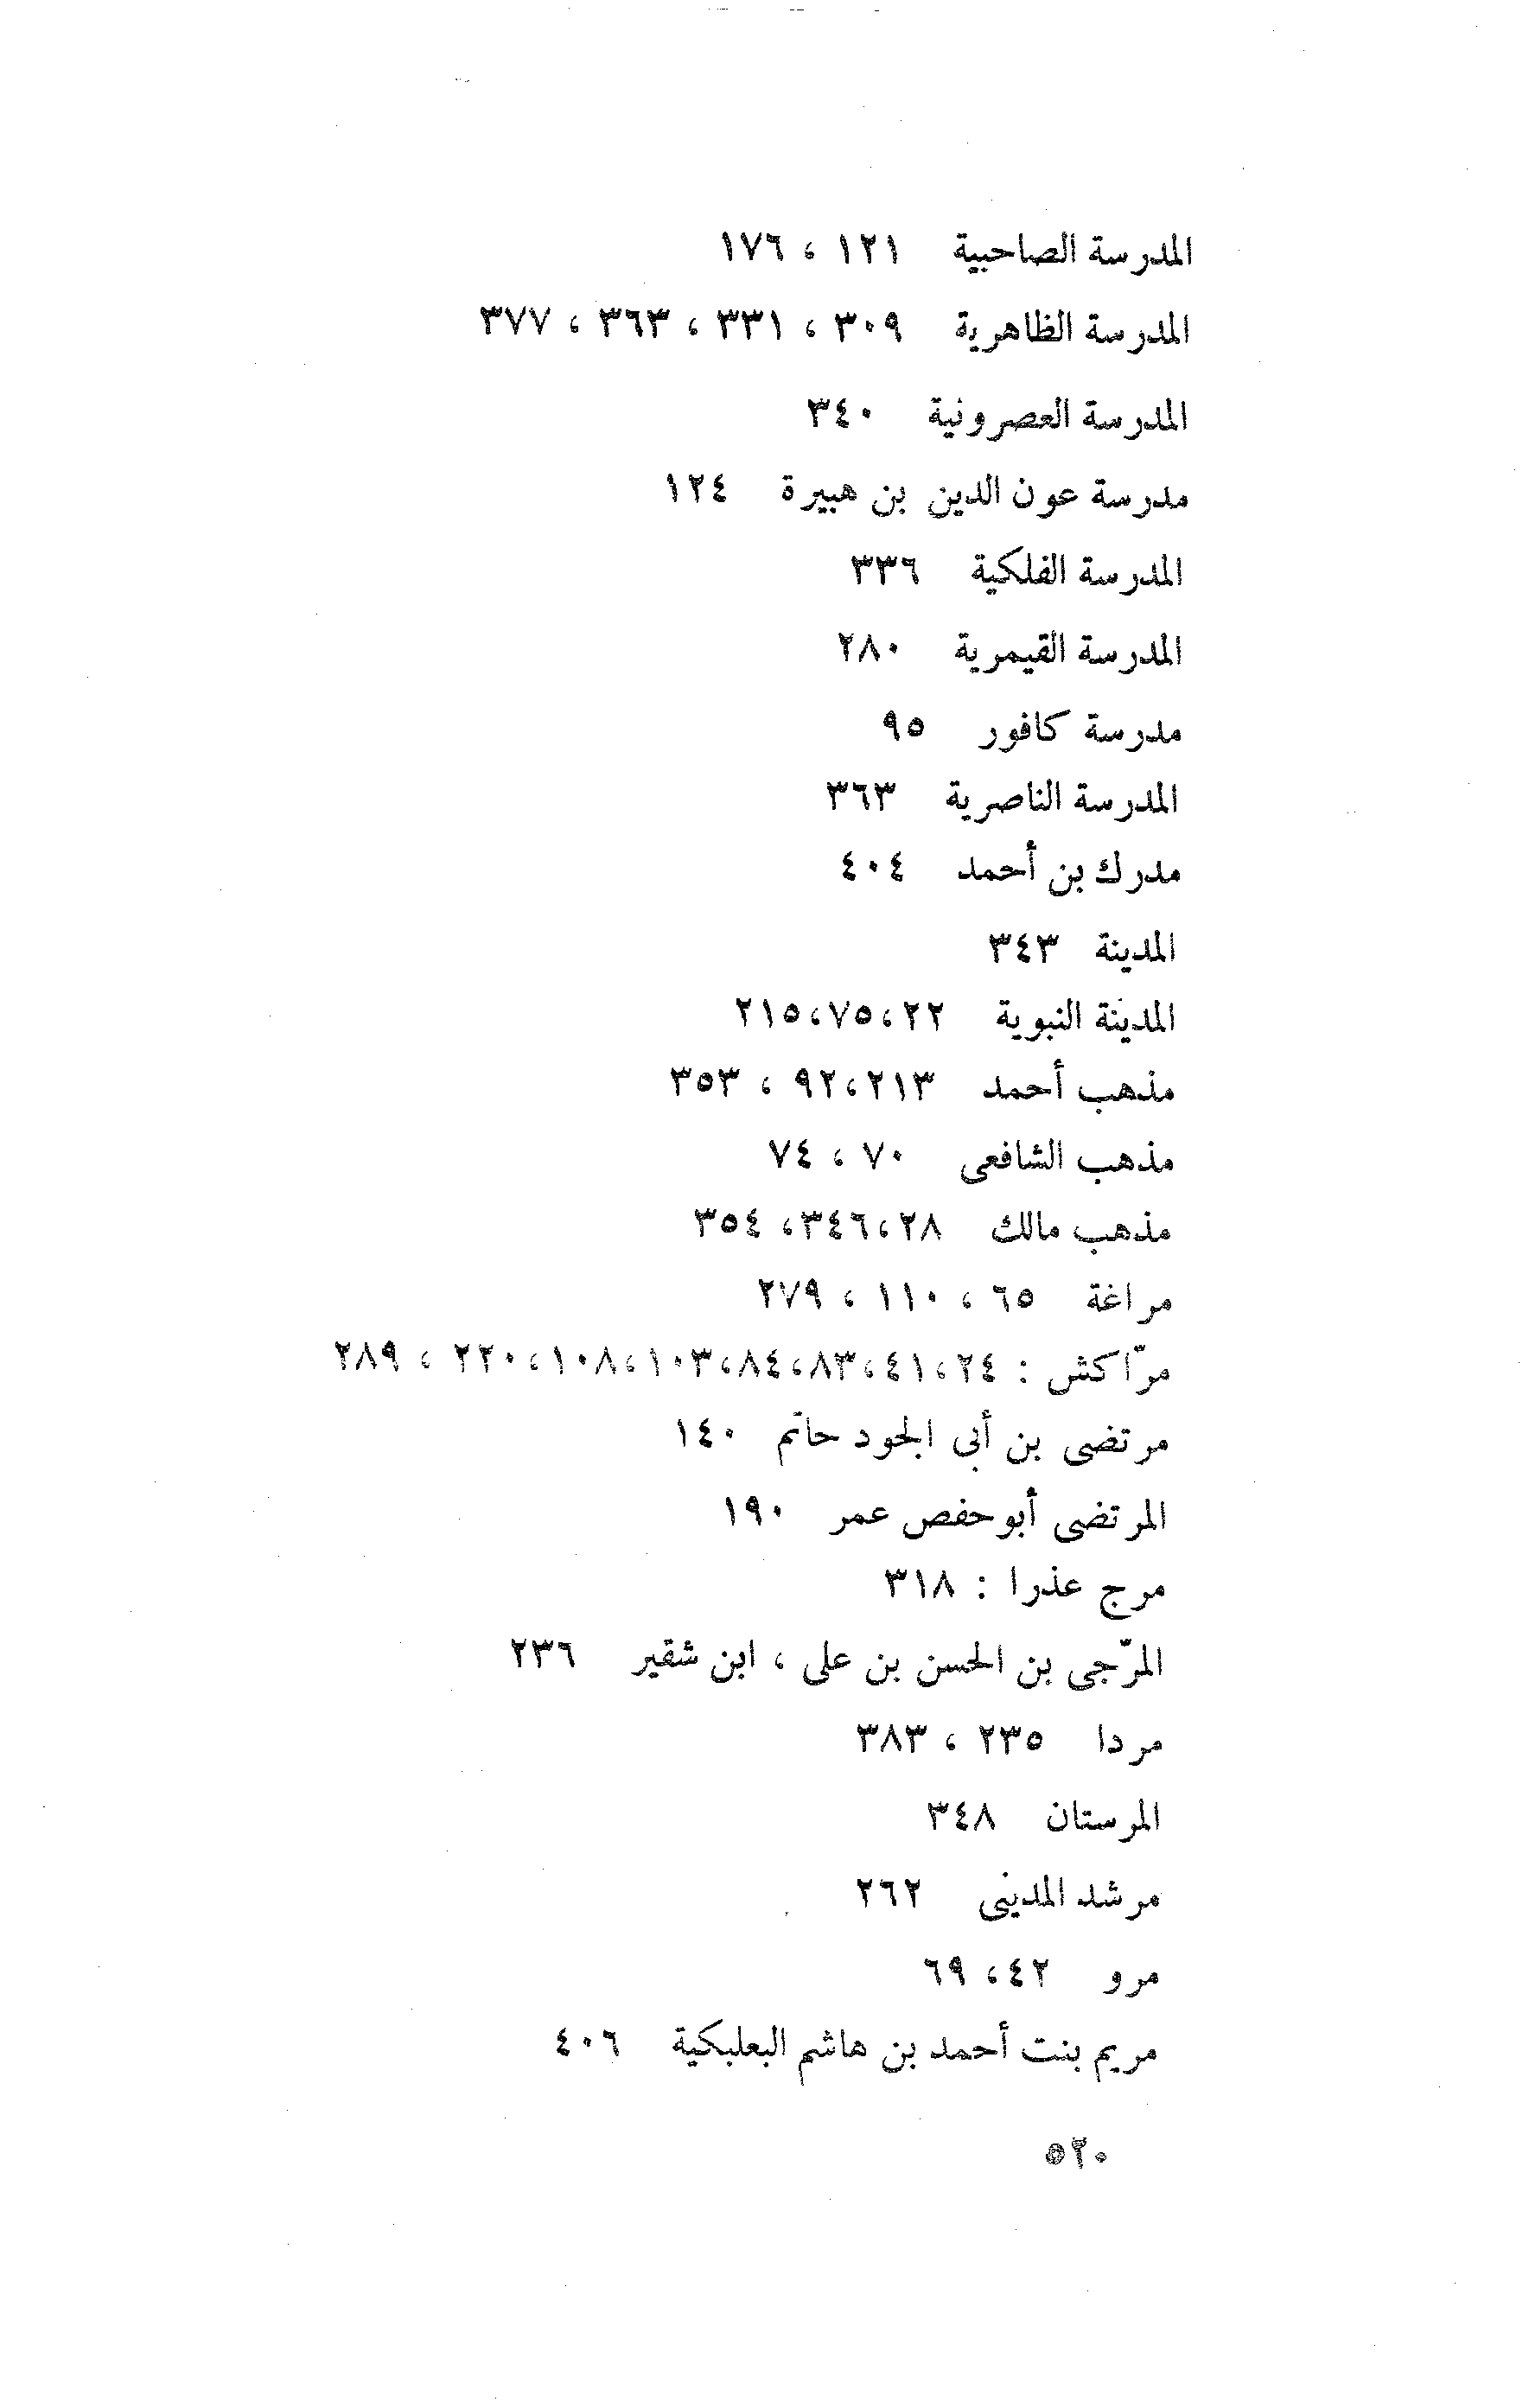 المدرسة الصاحبية ١٢١ ، ١٧٦
المدرسة الظاهرية ٣٠٩ ، ٣٣١ ، ٣٦٣ ، ٣٧٧
المدرسة العصرونية ٣٤٠
مدرسة عون الدين بن هبيرة ١٢٤
المدرسة الفلكية ٣٣٦
المدرسة القيمرية ٢٨٠
مدرسة كافور ٩٥
المدرسة الناصرية ٣٦٣
مدرك بن أحمد ٤٠٤
المدينة ٣٤٣
المدينة النبوية ٢٢ ،٧٥ ،٢١٥
مذهب أحمد ٢١٣ ،٩٢ ، ٣٥٣
مذهب الشافعى ٧٠ ، ٧٤
مذهب مالك ٢٨ ،٣٤٦ ، ٣٥٤
مراغة ٦٥ ، ١١٠ ، ٢٧٩
مرّاكش : ٢٤ ،٤١ ،٨٣ ،٨٤ ،١٠٣ ،١٠٨ ،٢٢٠ ، ٢٨٩
مرتضى بن أبى الجود حاتم ١٤٠
المرتضى أبو حفص عمر ١٩٠
مرج عذرا : ٣١٨
المرّجى بن الحسن بن على ، ابن شقير ٢٣٦
مردا ٢٣٥ ، ٣٨٣
المرستان ٣٤٨
مرشد المدينى ٢٦٢
مرو ٤٢ ، ٦٩
مريم بنت أحمد بن هاشم البعلبكية ٤٠٦
٥٢٠